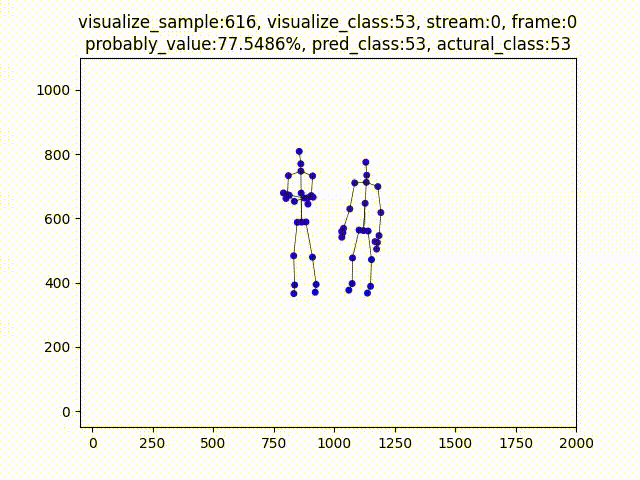 visualize_sample:616, visualize_class:53, stream:0, frame:0
probably_value:77.5486%, pred_class:53, actural_class:53
1000
800
600
400
200
0
0 250 500 750 1000 1250 1500 1750 2000